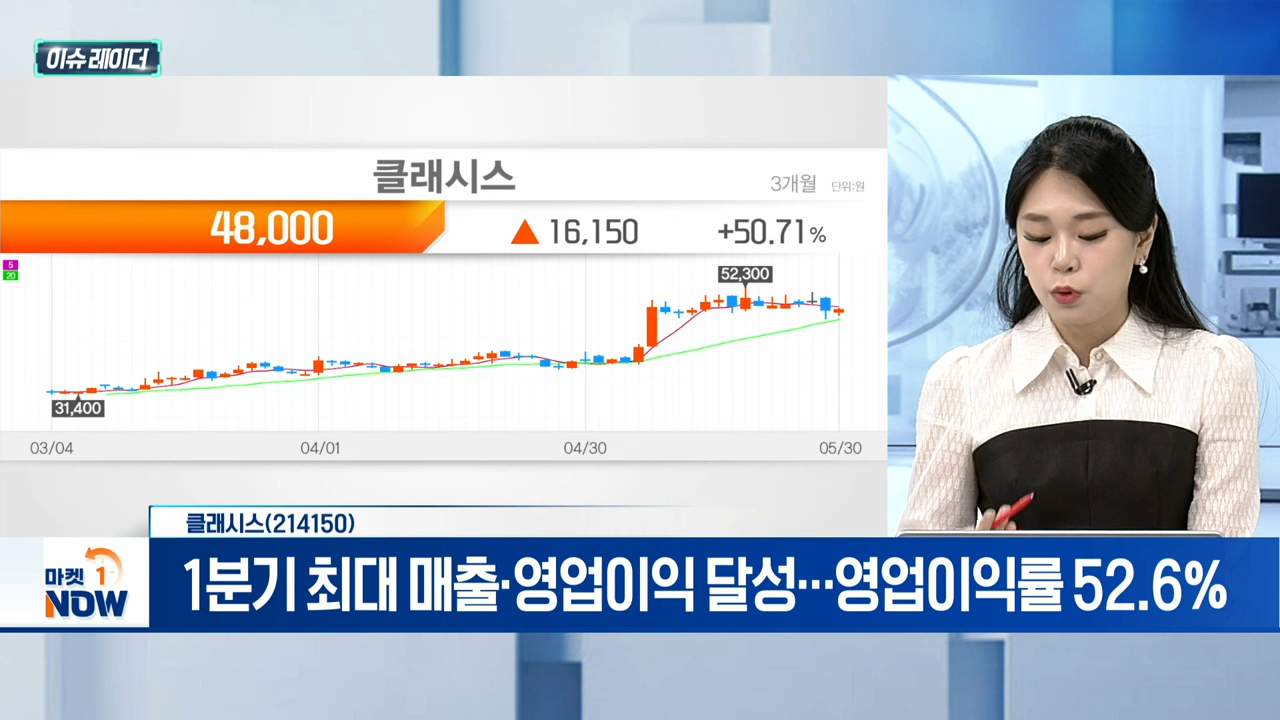 이슈 레이더
클래시스
3개월 단위:원
48,000 ▲ 16,150 +50.71%
5
20
52,300
31,400
03/04 04/01 04/30 05/30
클래시스(214150)
마켓 1
NOW
1분기 최대 매출·영업이익 달성…영업이익률 52.6%